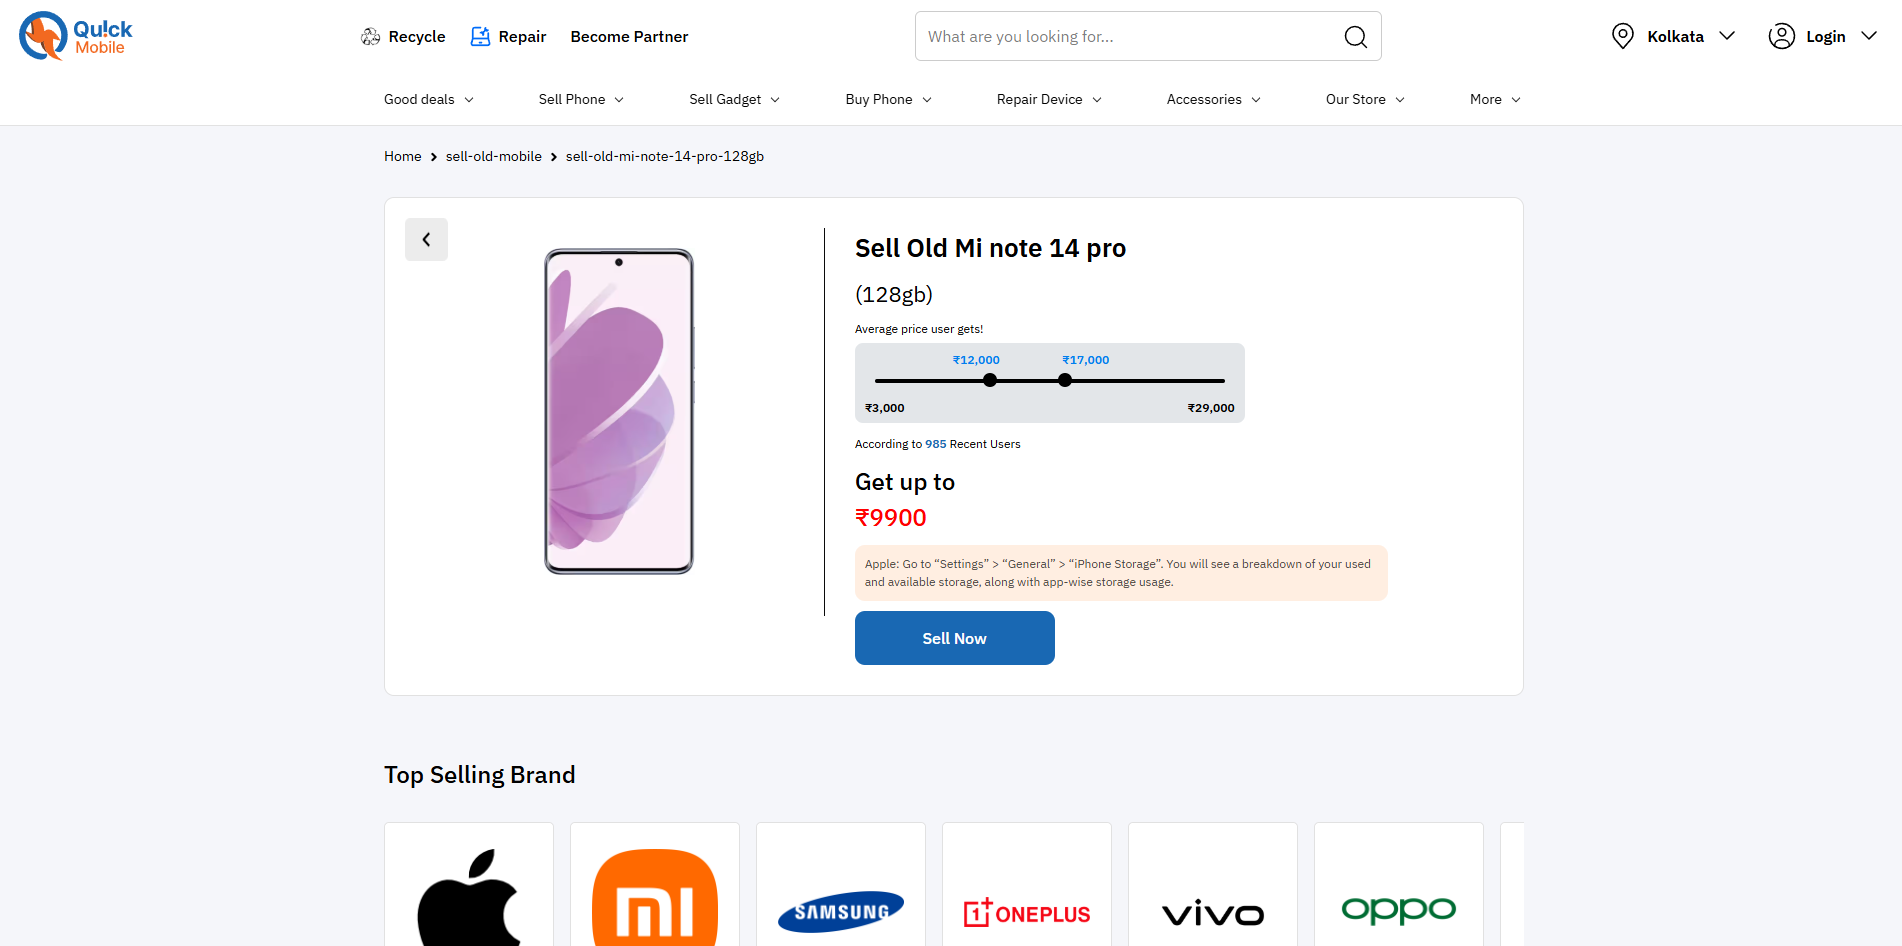 Qu!ck
Mobile
Recycle
Repair
Become Partner
What are you looking for...
Kolkata
Login
Good deals
Sell Phone
Sell Gadget
Buy Phone
Repair Device
Accessories
Our Store
More
Home > sell-old-mobile > sell-old-mi-note-14-pro-128gb
Sell Old Mi note 14 pro
(128gb)
Average price user gets!
₹12,000
₹17,000
₹3,000
₹29,000
According to 985 Recent Users
Get up to
₹9900
Apple: Go to “Settings” > “General” > “iPhone Storage”. You will see a breakdown of your used
and available storage, along with app-wise storage usage.
Sell Now
Top Selling Brand
mi
SAMSUNG
1+ ONEPLUS
vivo
oppo